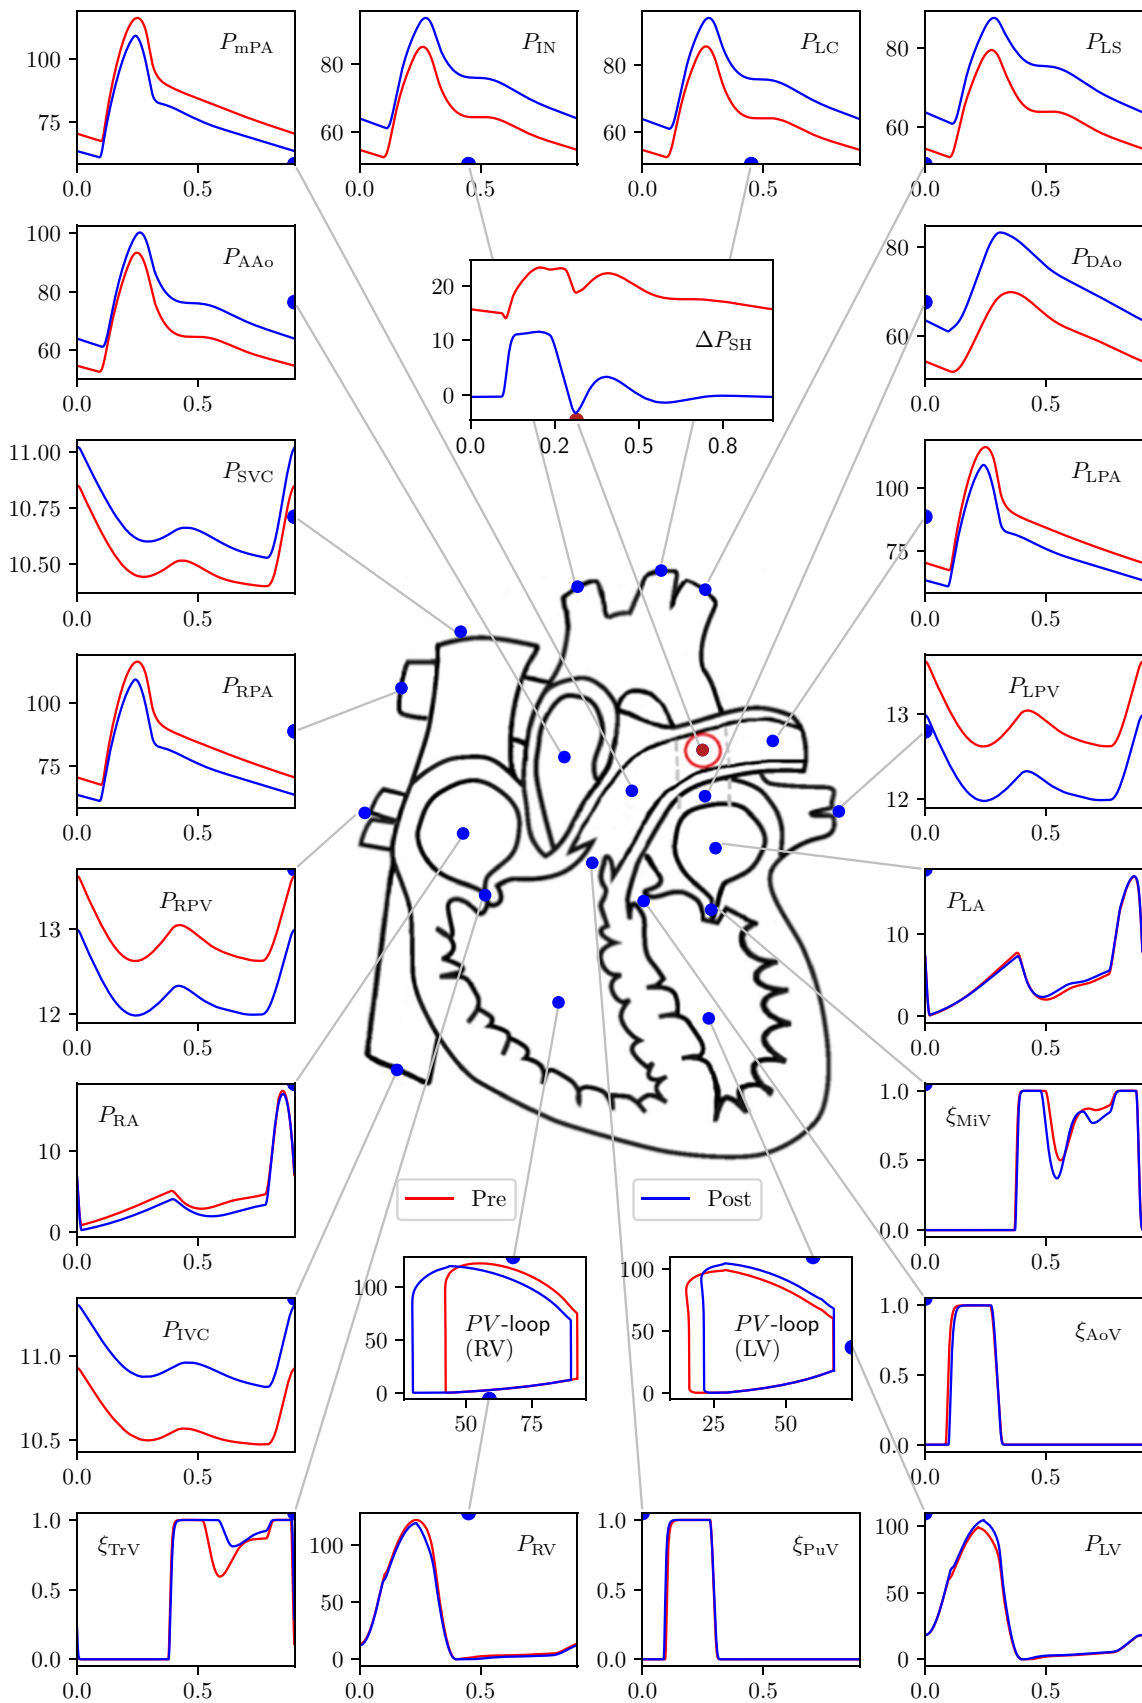 P_mPA
100
75
0.0 0.5
P_IN
80
60
0.5
P_LC
80
60
0.0 0.5
P_LS
80
60
0.0 0.5
P_AAo
100
80
60
0.0 0.5
ΔP_SH
20
10
0
0.0 0.2 0.5 0.8
P_DAo
80
60
0.0 0.5
P_SVC
11.00
10.75
10.50
0.0 0.5
P_LPA
100
75
0.0 0.5
P_RPA
100
75
0.0 0.5
P_LPV
13
12
0.0 0.5
P_RPV
13
12
0.0 0.5
P_LA
10
0
0.0 0.5
P_RA
10
0
0.0 0.5
ξ_MiV
1.0
0.5
0.0
0.0 0.5
Pre
Post
P_IVC
11.0
10.5
0.0 0.5
PV-loop
(RV)
100
50
0
50 75
PV-loop
(LV)
100
50
0
25 50
ξ_AoV
1.0
0.5
0.0
0.0 0.5
ξ_TrV
1.0
0.5
0.0
0.0 0.5
P_RV
100
50
0
0.0 0.5
ξ_PuV
1.0
0.5
0.0
0.0 0.5
P_LV
100
50
0
0.0 0.5